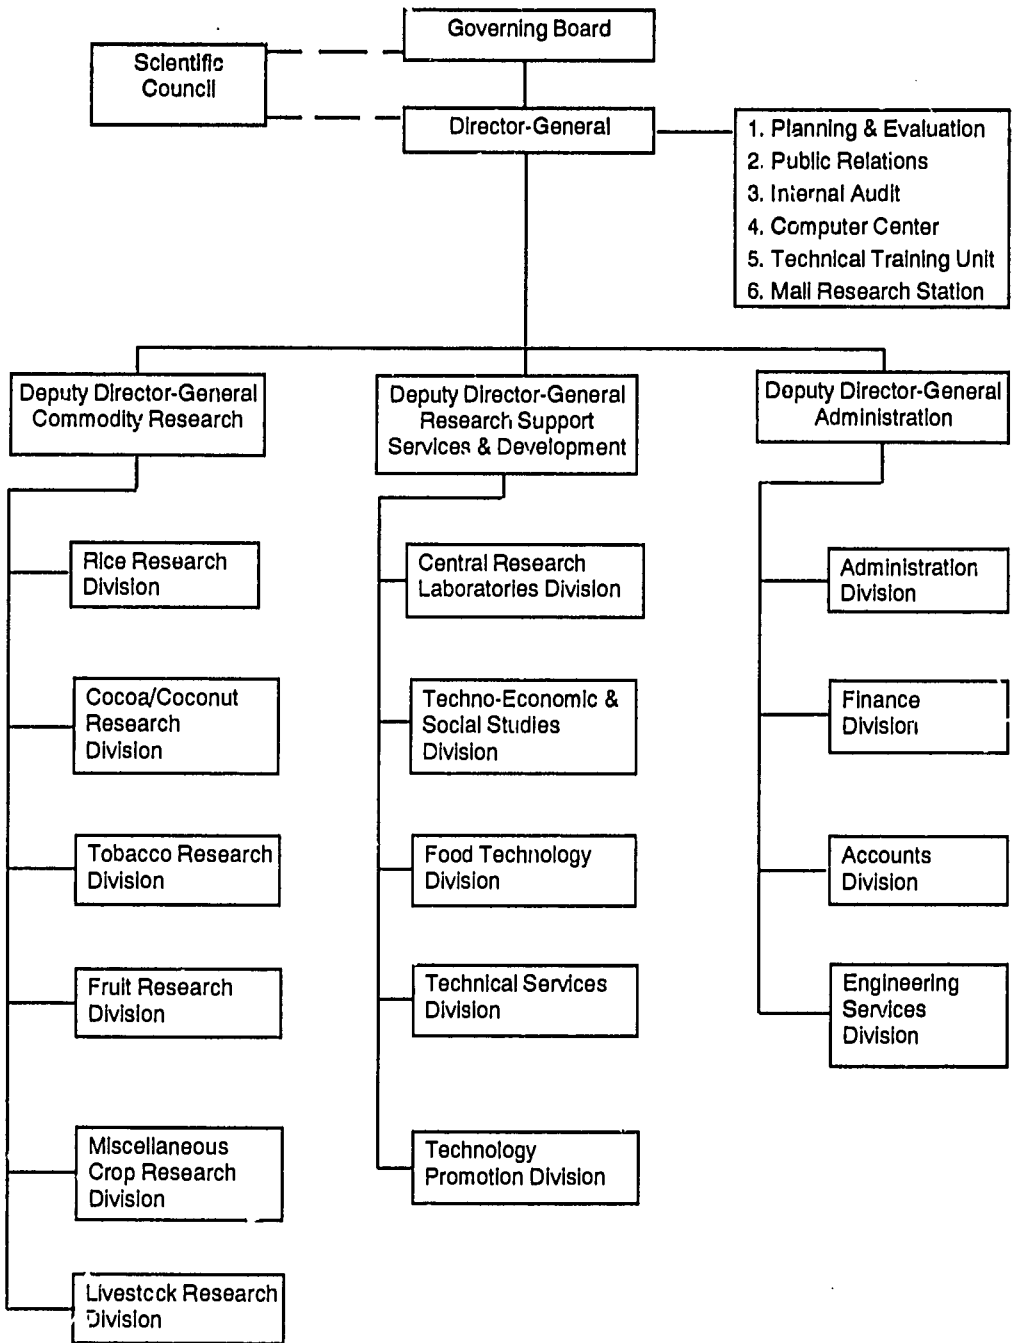 Governing Board
Scientific
Council
Director-General
1. Planning & Evaluation
2. Public Relations
3. Internal Audit
4. Computer Center
5. Technical Training Unit
6. Mall Research Station
Deputy Director-General
Commodity Research
Deputy Director-General
Research Support
Services & Development
Deputy Director-General
Administration
Rice Research
Division
Cocoa/Coconut
Research
Division
Tobacco Research
Division
Fruit Research
Division
Miscellaneous
Crop Research
Division
Livestock Research
Division
Central Research
Laboratories Division
Techno-Economic &
Social Studies
Division
Food Technology
Division
Technical Services
Division
Technology
Promotion Division
Administration
Division
Finance
Division
Accounts
Division
Engineering
Services
Division